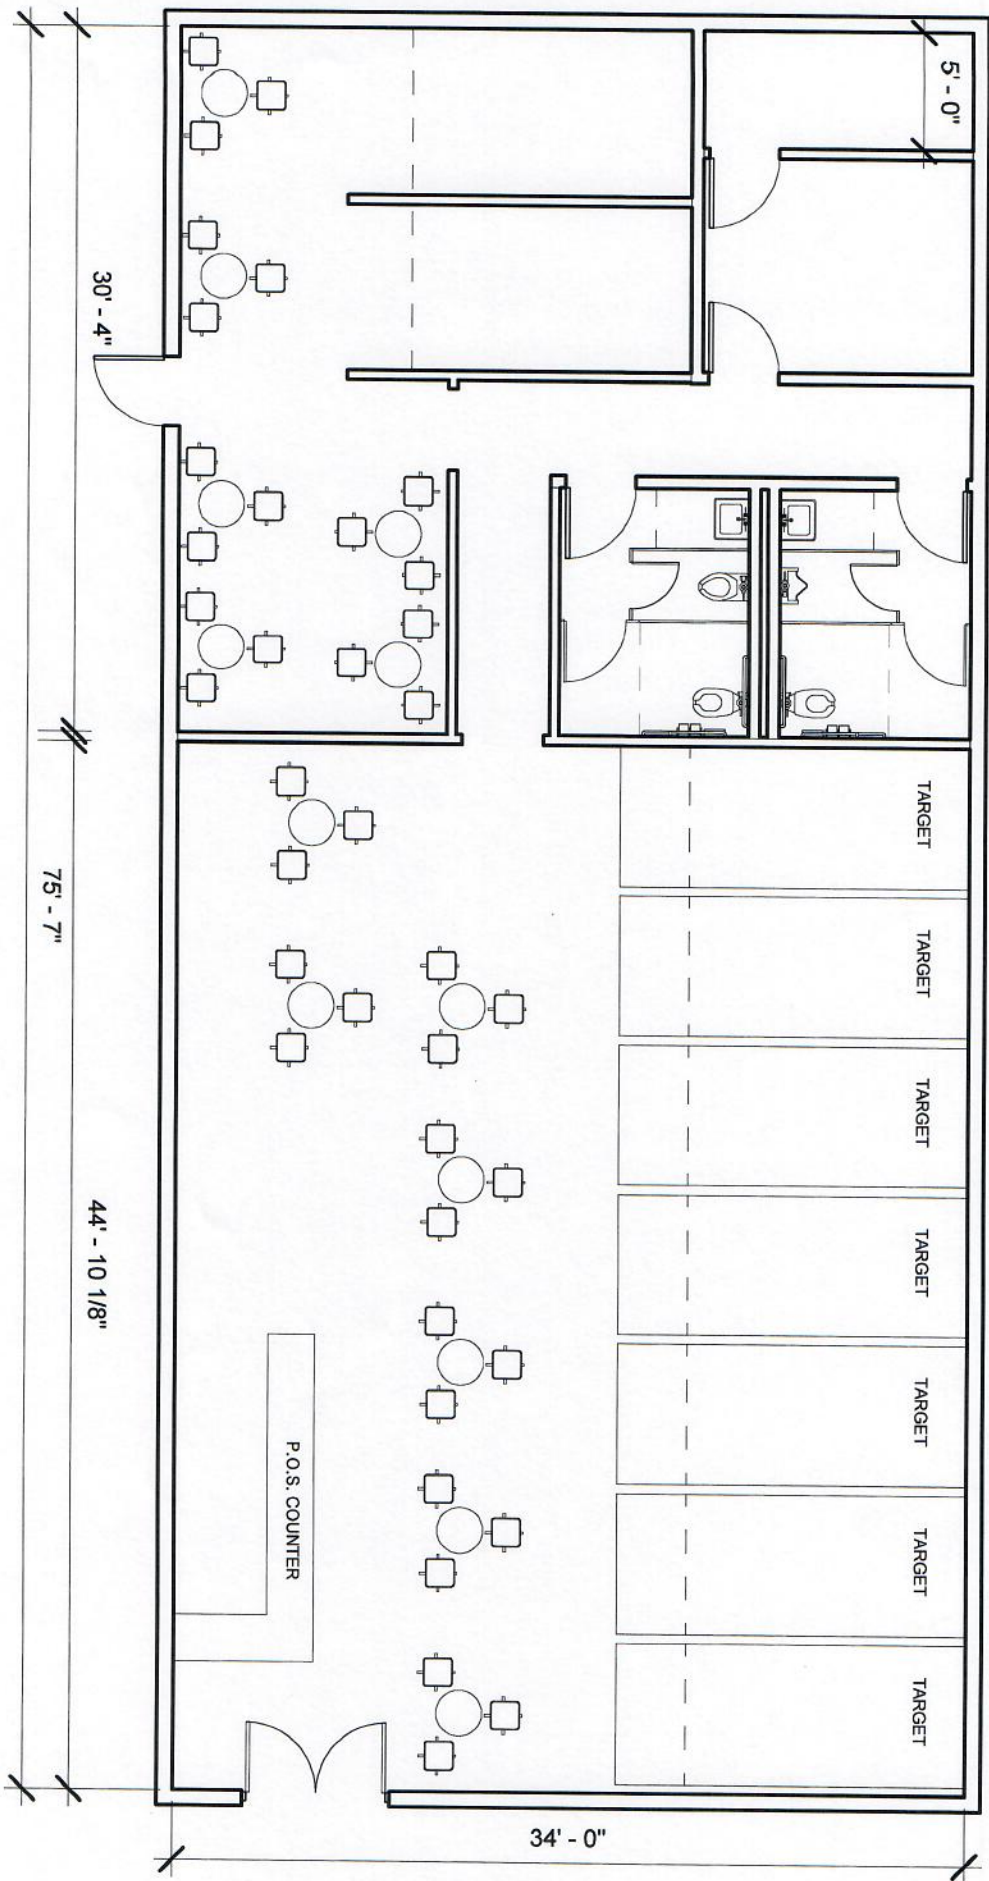 5' - 0"
30' - 4"
75' - 7"
44' - 10 1/8"
34' - 0"
TARGET
TARGET
TARGET
TARGET
TARGET
TARGET
TARGET
P.O.S. COUNTER